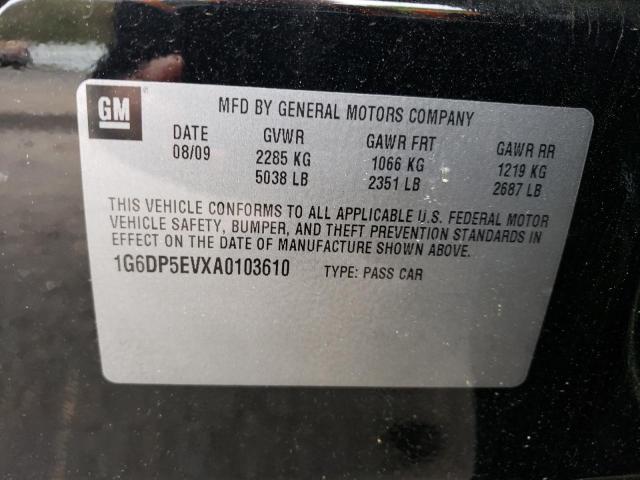 GM
MFD BY GENERAL MOTORS COMPANY
DATE GVWR GAWR FRT GAWR RR
08/09 2285 KG 1066 KG 1219 KG
5038 LB 2351 LB 2687 LB
THIS VEHICLE CONFORMS TO ALL APPLICABLE U.S. FEDERAL MOTOR
VEHICLE SAFETY, BUMPER, AND THEFT PREVENTION STANDARDS IN
EFFECT ON THE DATE OF MANUFACTURE SHOWN ABOVE.
1G6DP5EVXA0103610 TYPE: PASS CAR